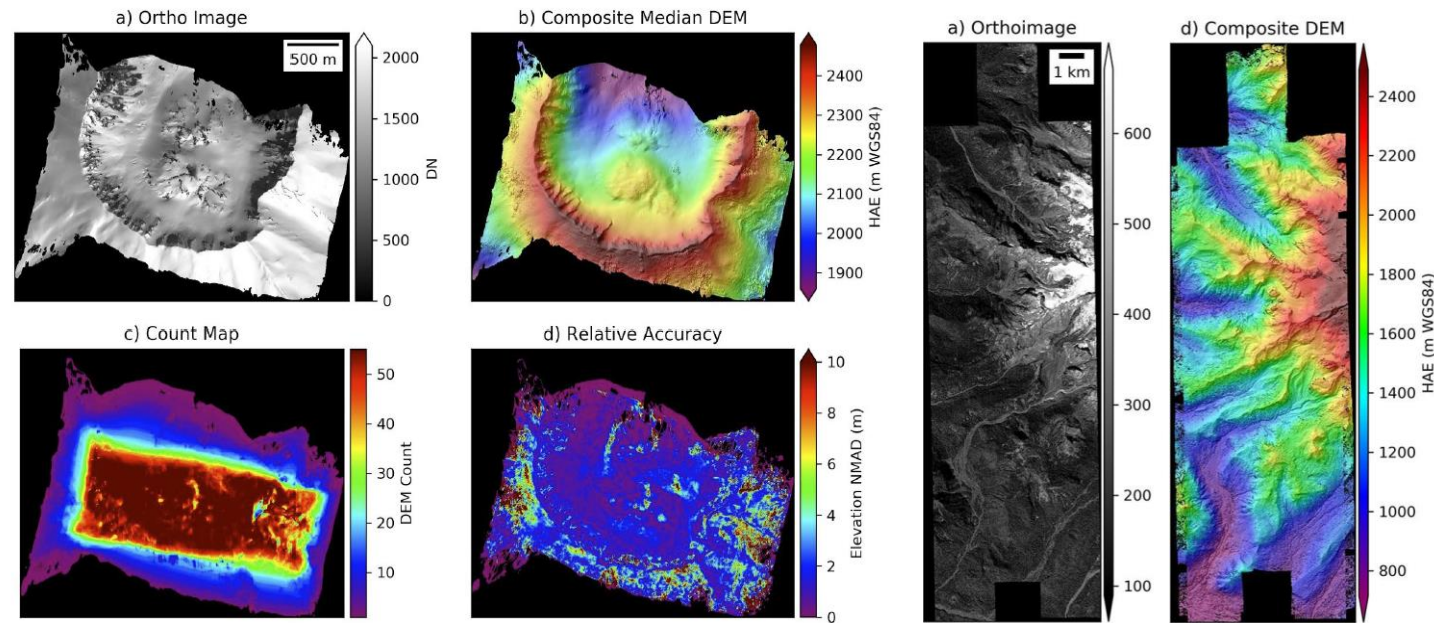 a) Ortho Image
500 m
2000
1500
1000
500
0
DN
b) Composite Median DEM
2400
2300
2200
2100
2000
1900
HAE (m WGS84)
c) Count Map
50
40
30
20
10
DEM Count
d) Relative Accuracy
10
8
6
4
2
0
Elevation NMAD (m)
a) Orthoimage
1 km
600
500
400
300
200
100
d) Composite DEM
2400
2200
2000
1800
1600
1400
1200
1000
800
HAE (m WGS84)